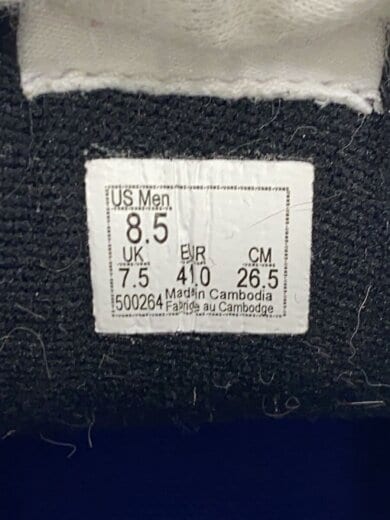 US Men
8.5
UK EUR CM
7.5 41.0 26.5
500264 Made in Cambodia
Fabriqe au Cambodge